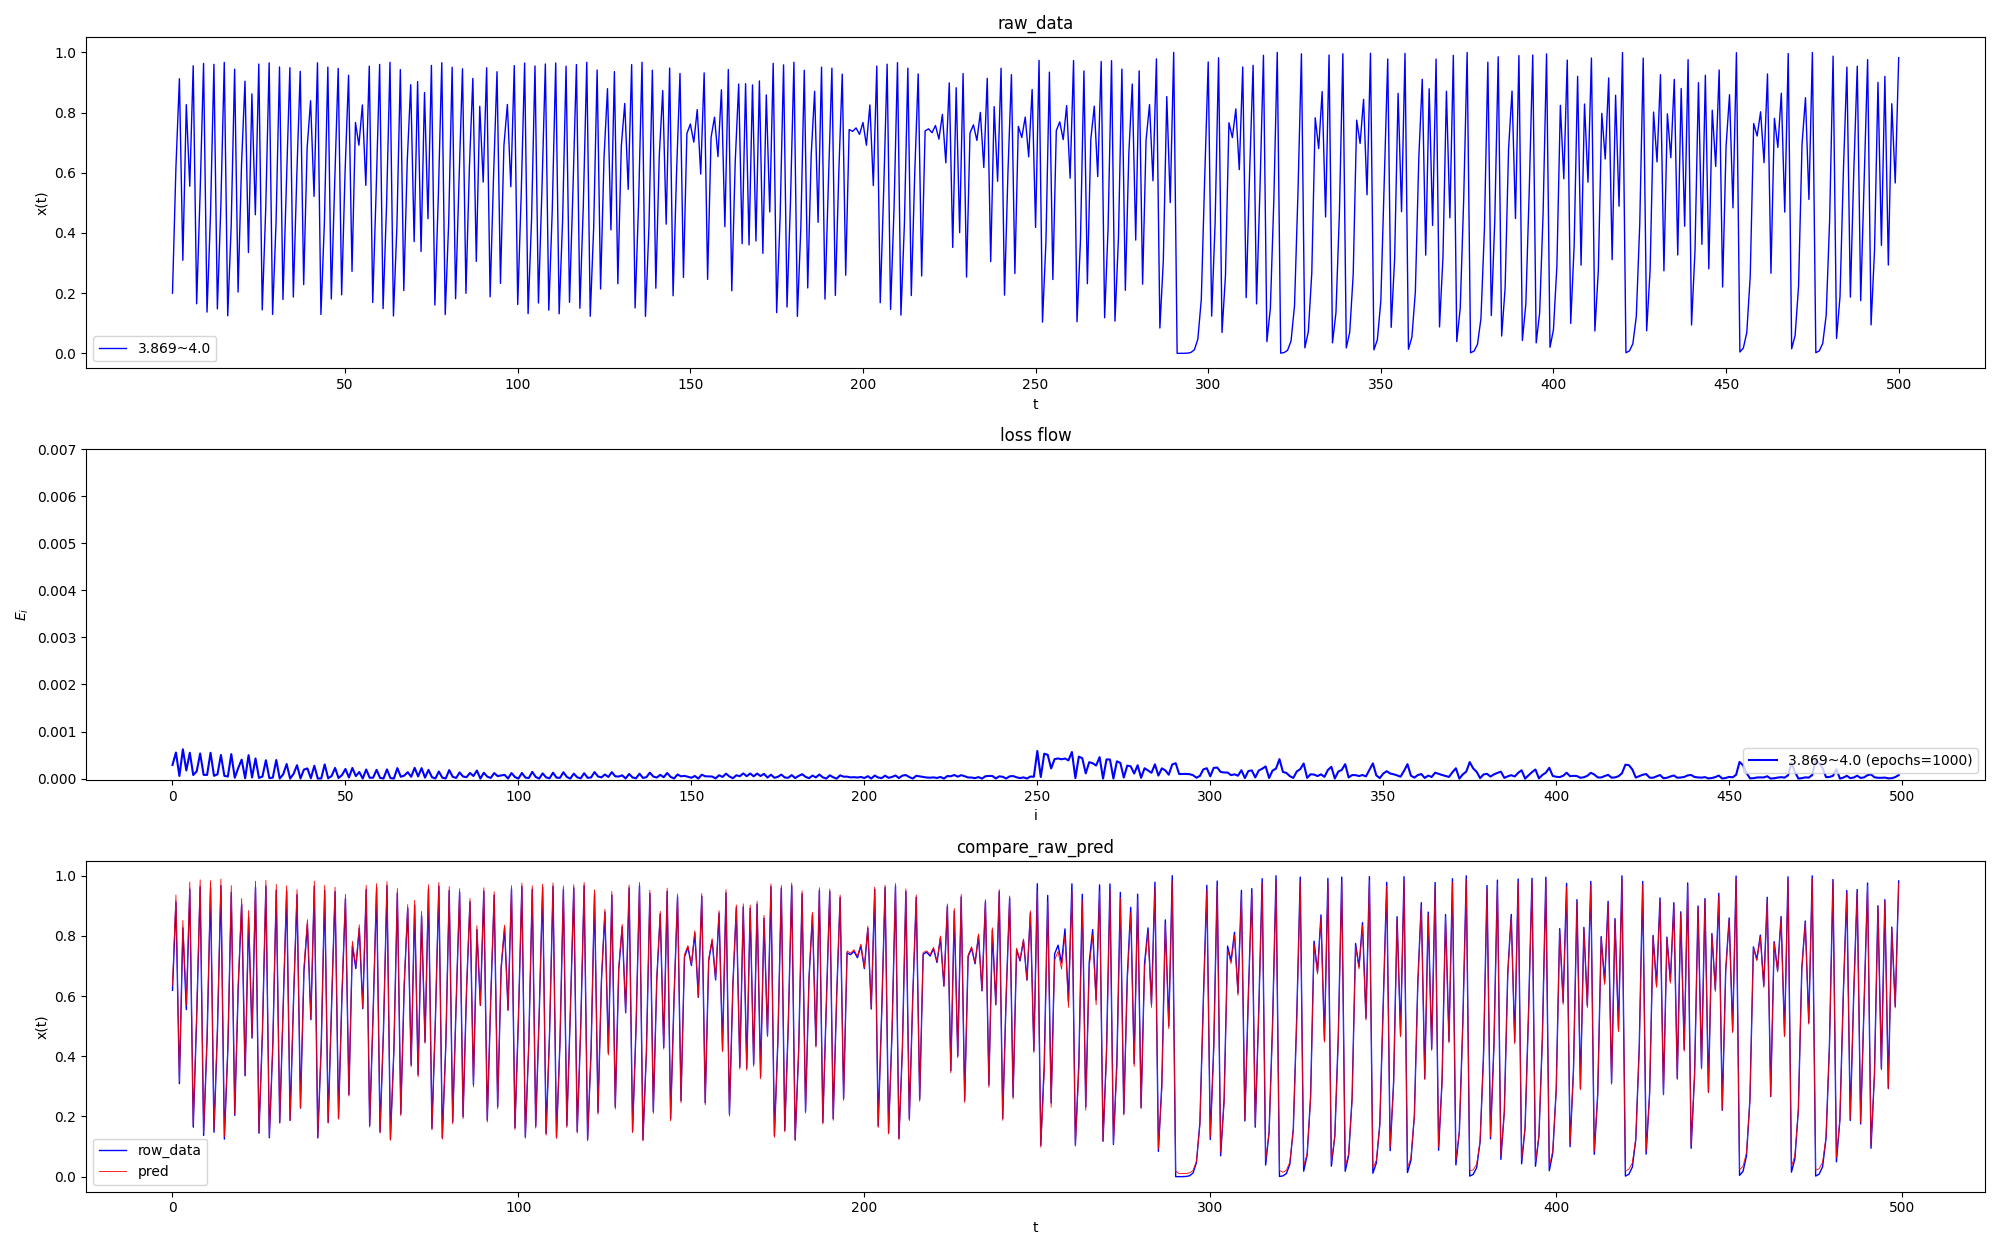 raw_data
1.0
0.8
0.6
0.4
0.2
0.0
x(t)
3.869~4.0
50 100 150 200 250 300 350 400 450 500
t
loss flow
0.007
0.006
0.005
0.004
0.003
0.002
0.001
0.000
E_i
3.869~4.0 (epochs=1000)
0 50 100 150 200 250 300 350 400 450 500
i
compare_raw_pred
1.0
0.8
0.6
0.4
0.2
0.0
x(t)
row_data
pred
0 100 200 300 400 500
t